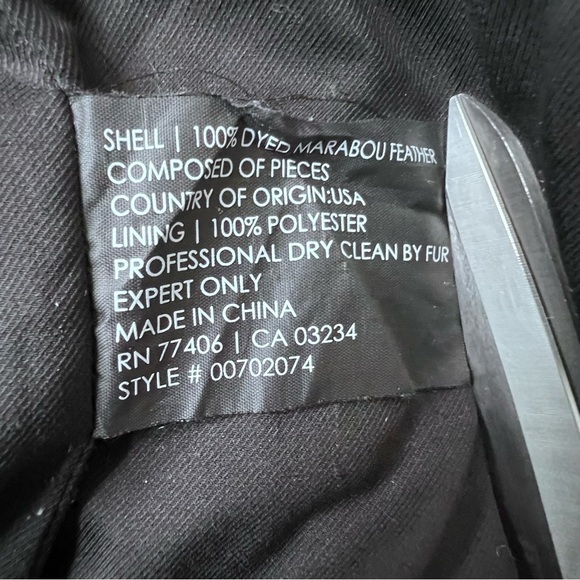 SHELL | 100% DYED MARABOU FEATHER
COMPOSED OF PIECES
COUNTRY OF ORIGIN:USA
LINING | 100% POLYESTER
PROFESSIONAL DRY CLEAN BY FUR
EXPERT ONLY
MADE IN CHINA
RN 77406 | CA 03234
STYLE # 00702074